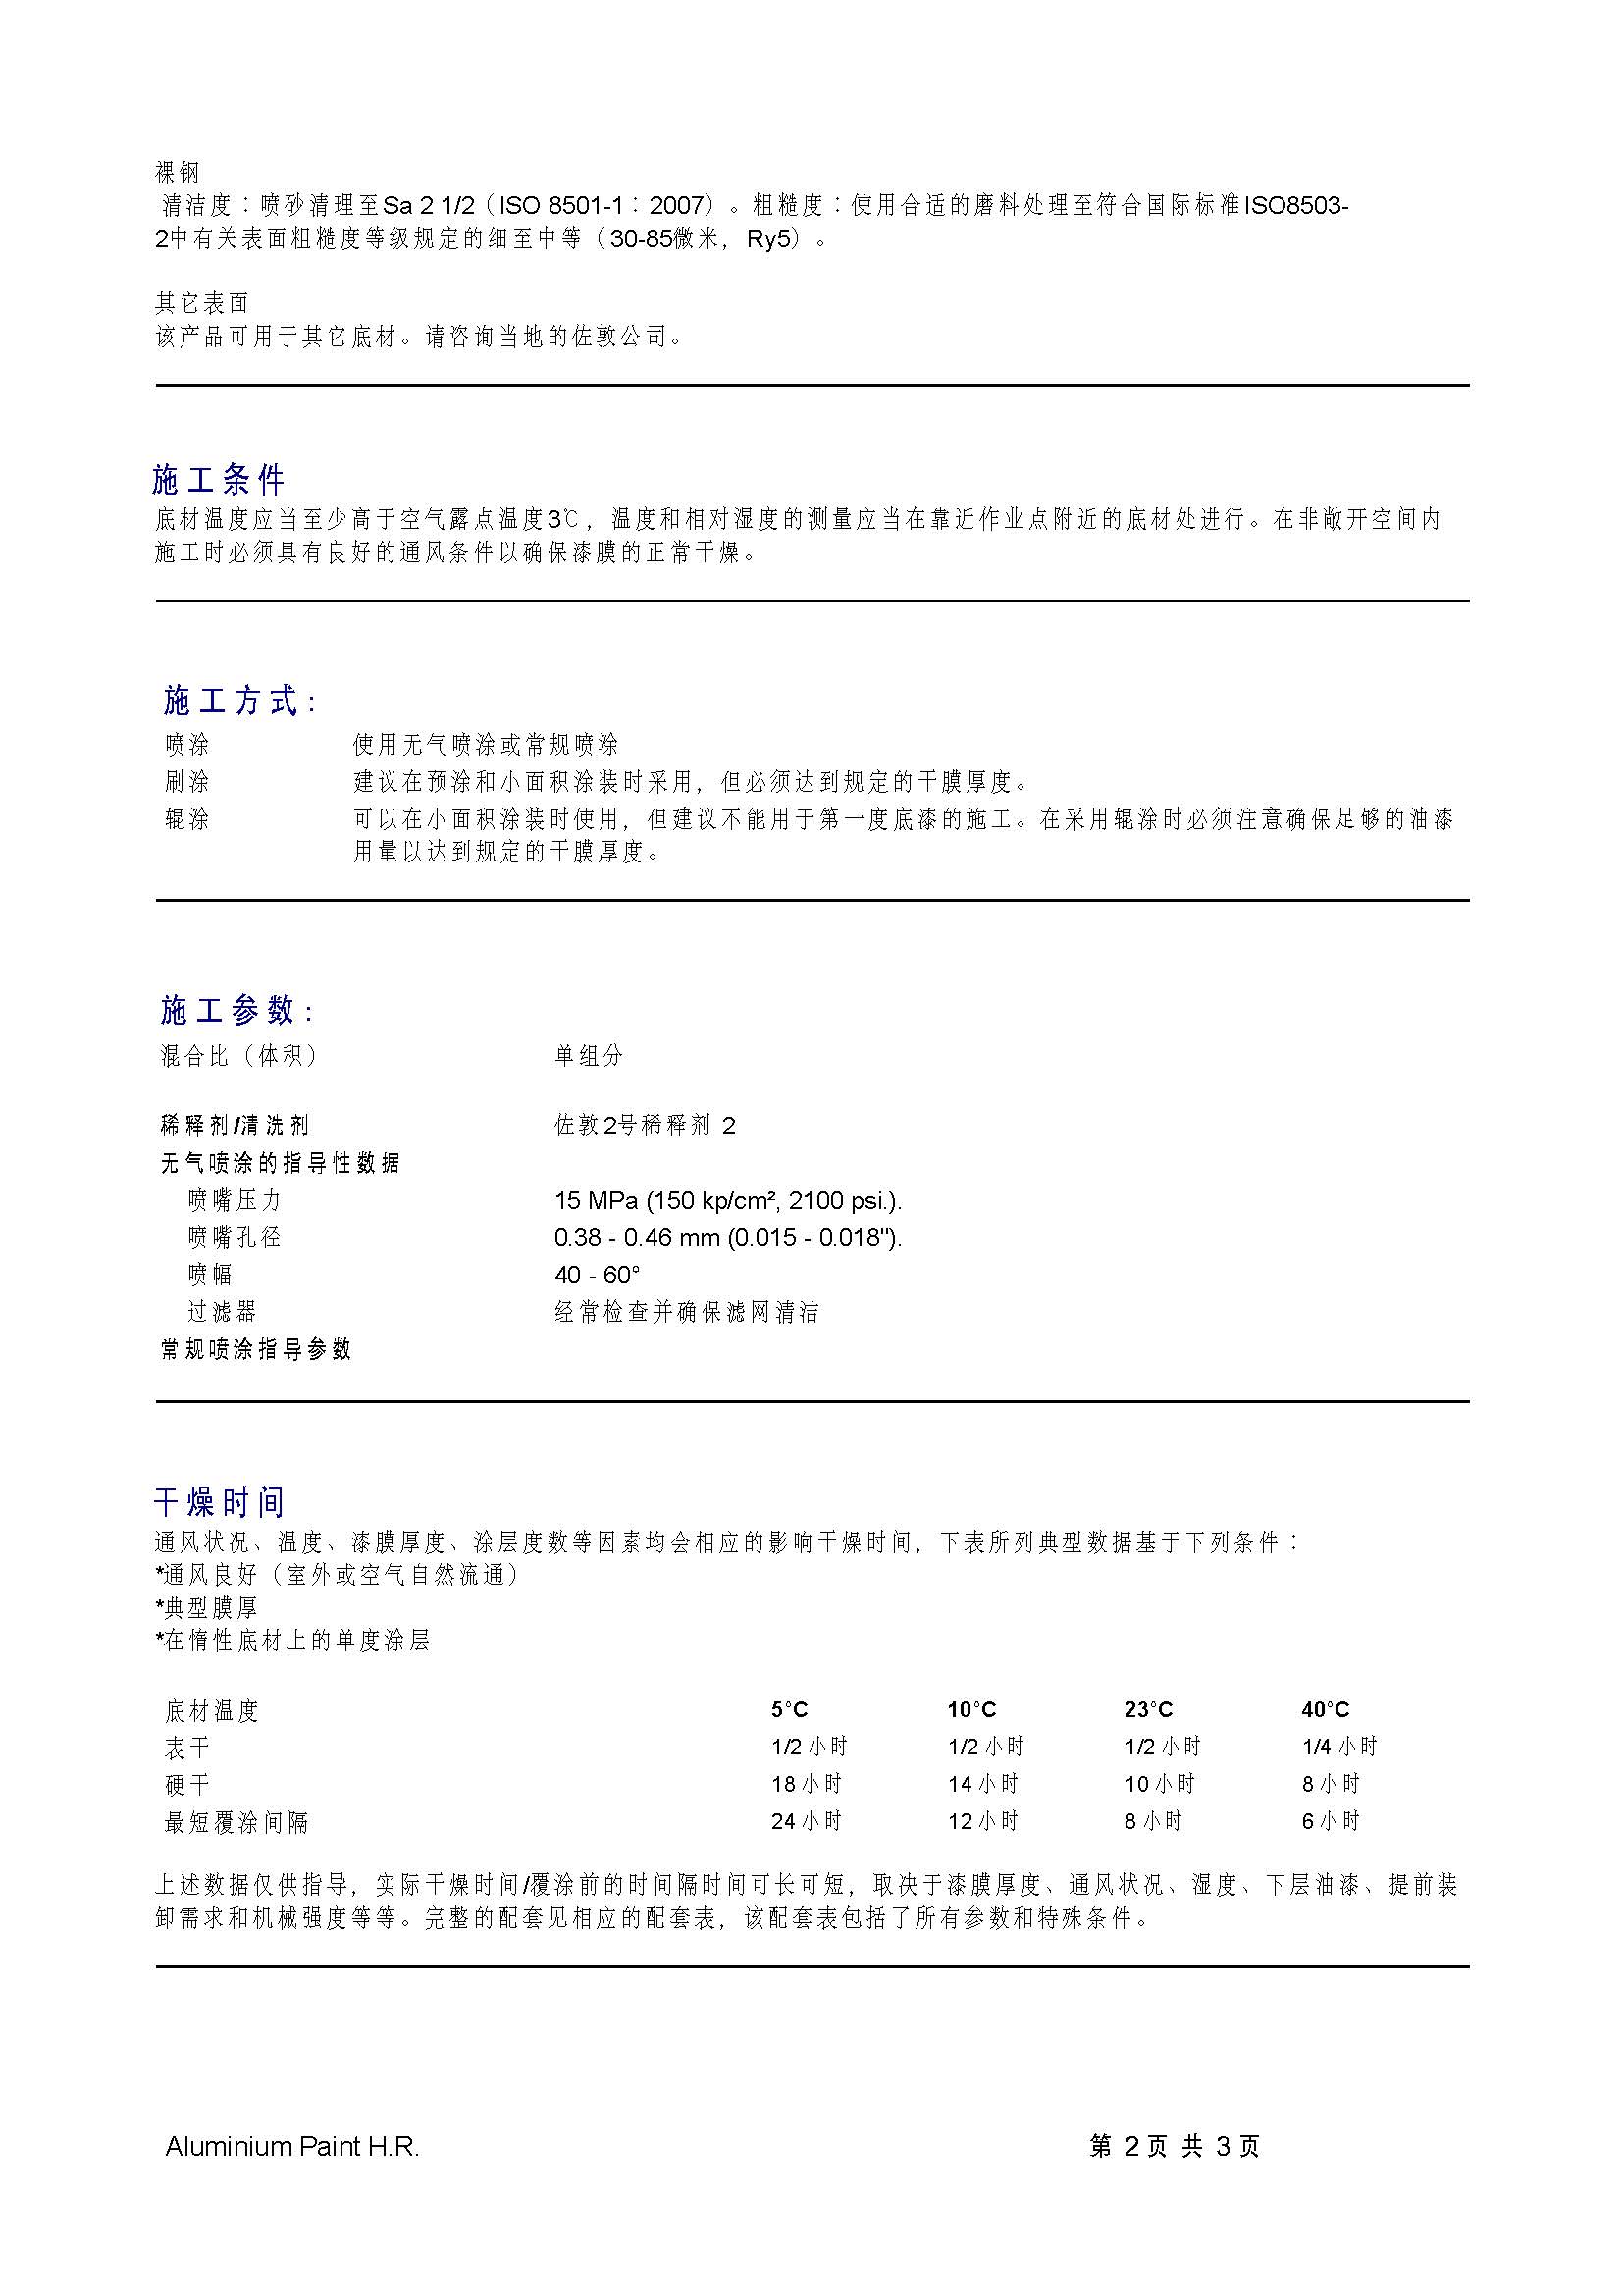 裸钢
清洁度：喷砂清理至Sa 2 1/2（ISO 8501-1：2007）。粗糙度：使用合适的磨料处理至符合国际标准ISO8503-
2中有关表面粗糙度等级规定的细至中等（30-85微米，Ry5）。
其它表面
该产品可用于其它底材。请咨询当地的佐敦公司。
施工条件
底材温度应当至少高于空气露点温度3℃，温度和相对湿度的测量应当在靠近作业点附近的底材处进行。在非敞开空间内
施工时必须具有良好的通风条件以确保漆膜的正常干燥。
施工方式：
喷涂 使用无气喷涂或常规喷涂
刷涂 建议在预涂和小面积涂装时采用，但必须达到规定的干膜厚度。
辊涂 可以在小面积涂装时使用，但建议不能用于第一度底漆的施工。在采用辊涂时必须注意确保足够的油漆
用量以达到规定的干膜厚度。
施工参数：
混合比（体积） 单组分
稀释剂/清洗剂 佐敦2号稀释剂 2
无气喷涂的指导性数据
喷嘴压力 15 MPa (150 kp/cm², 2100 psi.).
喷嘴孔径 0.38 - 0.46 mm (0.015 - 0.018").
喷幅 40 - 60°
过滤器 经常检查并确保滤网清洁
常规喷涂指导参数
干燥时间
通风状况、温度、漆膜厚度、涂层度数等因素均会相应的影响干燥时间，下表所列典型数据基于下列条件：
*通风良好（室外或空气自然流通）
*典型膜厚
*在惰性底材上的单度涂层
底材温度 5°C 10°C 23°C 40°C
表干 1/2 小时 1/2 小时 1/2 小时 1/4 小时
硬干 18 小时 14 小时 10 小时 8 小时
最短覆涂间隔 24 小时 12 小时 8 小时 6 小时
上述数据仅供指导，实际干燥时间/覆涂前的时间隔时间可长可短，取决于漆膜厚度、通风状况、湿度、下层油漆、提前装
卸需求和机械强度等等。完整的配套见相应的配套表，该配套表包括了所有参数和特殊条件。
Aluminium Paint H.R. 第 2 页 共 3 页